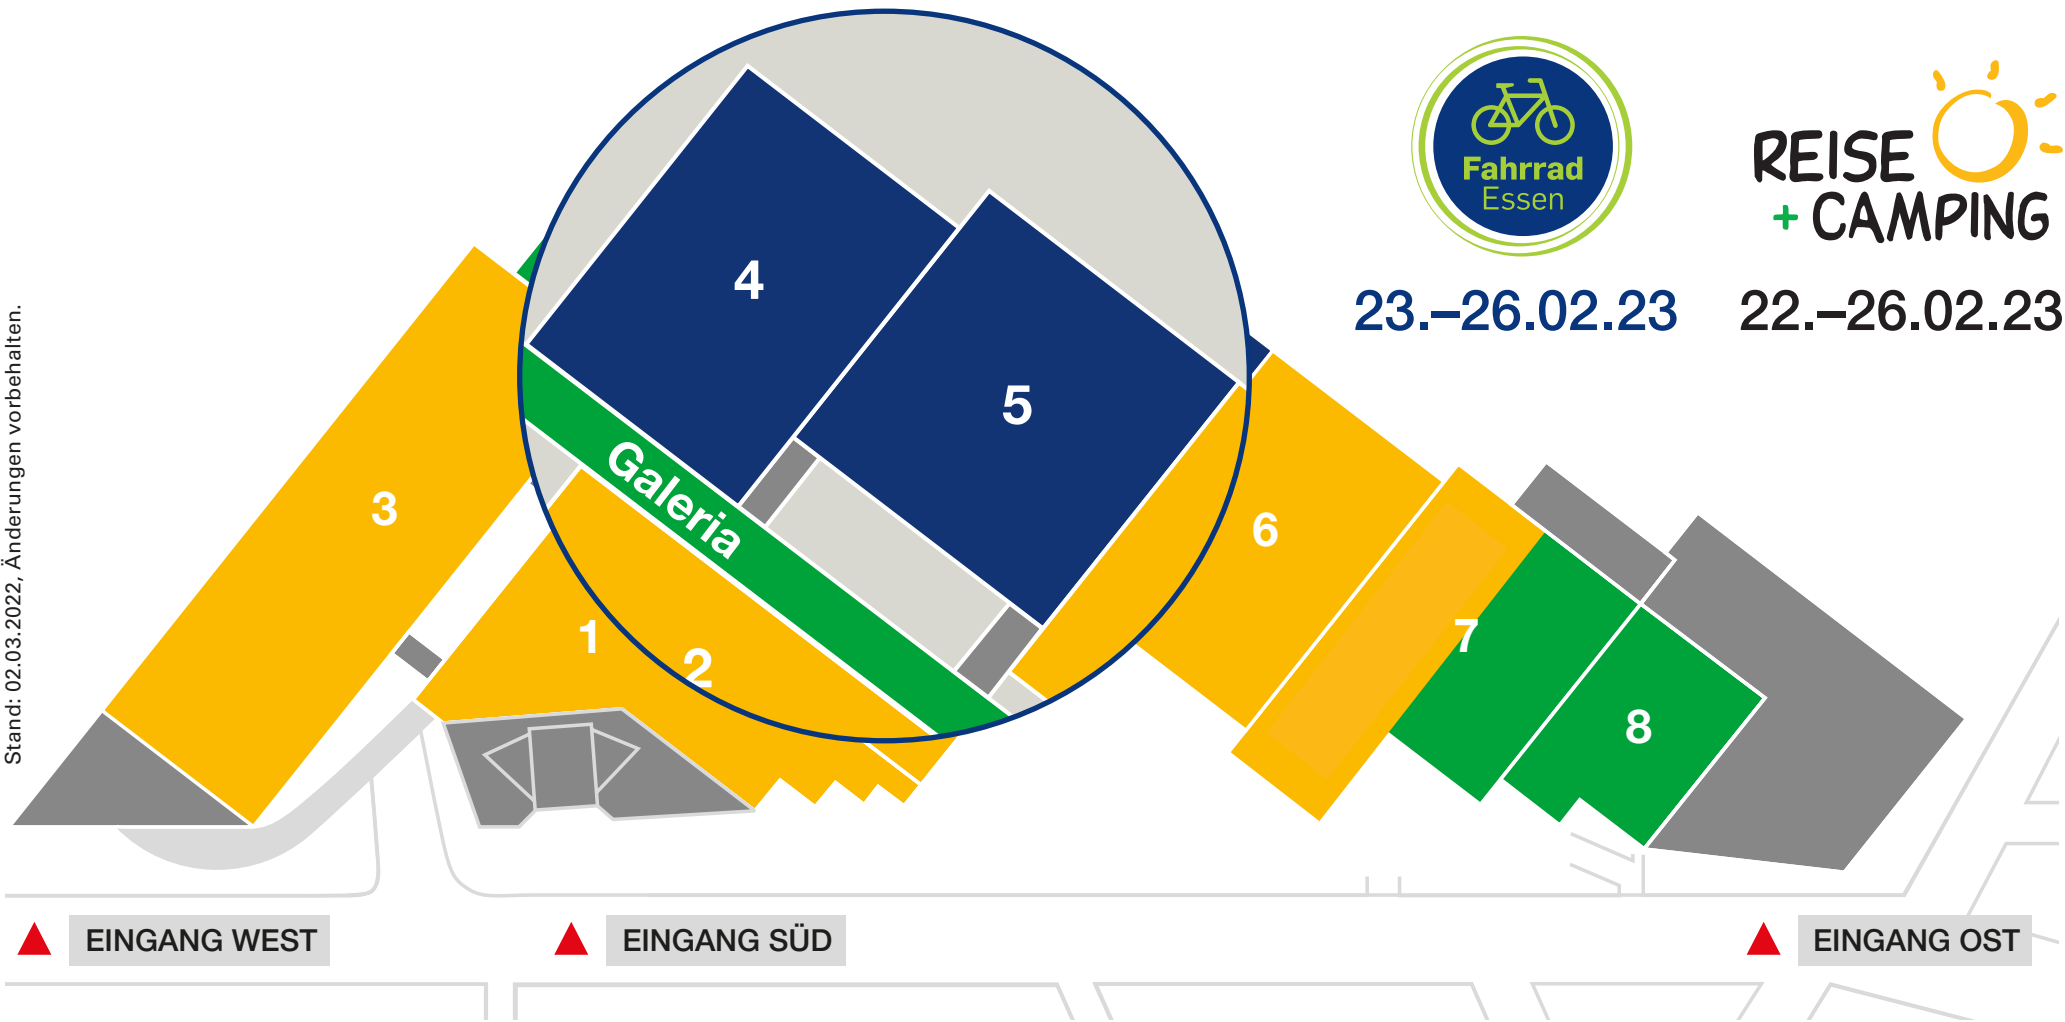 Fahrrad
Essen
REISE
+ CAMPING
23.–26.02.23
22.–26.02.23
4
5
3
Galeria
6
1
2
7
8
Stand: 02.03.2022, Änderungen vorbehalten.
EINGANG WEST
EINGANG SÜD
EINGANG OST